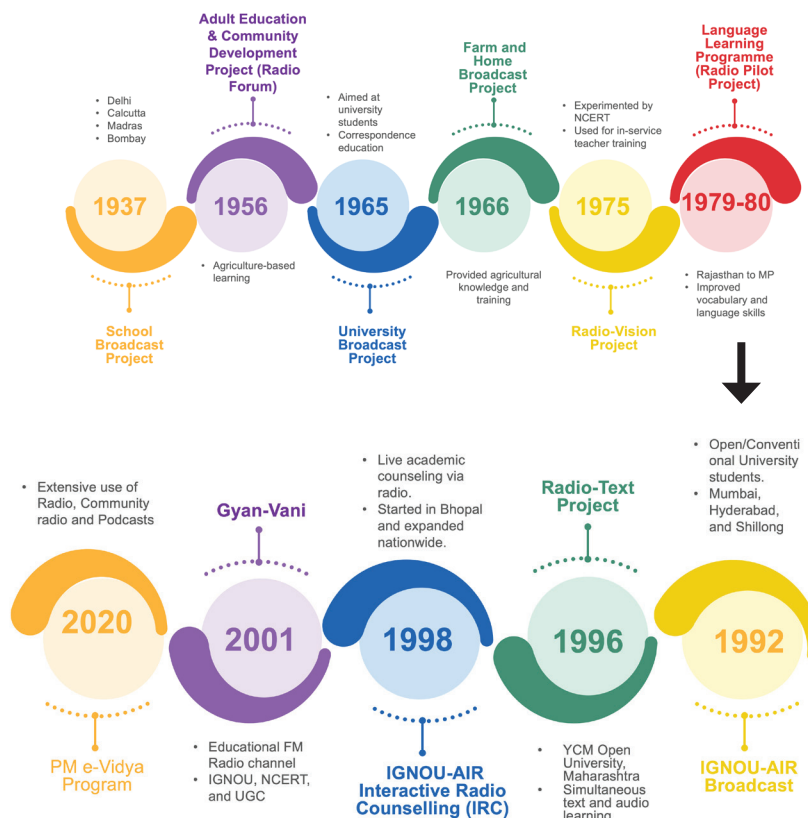 Adult Education
& Community
Development
Project (Radio
Forum)
Farm and
Home
Broadcast
Project
Language
Learning
Programme
(Radio Pilot
Project)
• Delhi
• Calcutta
• Madras
• Bombay
• Aimed at
university
students
• Correspondence
education
• Experimented by
NCERT
• Used for in-service
teacher training
1937
1956
1965
1966
1975
1979-80
School
Broadcast
Project
• Agriculture-based
learning
University
Broadcast
Project
Provided agricultural
knowledge and
training
Radio-Vision
Project
• Rajasthan to MP
• Improved
vocabulary and
language skills
• Open/Conventi
onal University
students.
• Mumbai,
Hyderabad,
and Shillong
Radio-Text
Project
• Live academic
counseling via
radio.
• Started in Bhopal
and expanded
nationwide.
Gyan-Vani
• Extensive use of
Radio, Community
radio and Podcasts
1992
1996
1998
2001
2020
IGNOU-AIR
Broadcast
• YCM Open
University,
Maharashtra
• Simultaneous
text and audio
learning
IGNOU-AIR
Interactive Radio
Counselling (IRC)
• Educational FM
Radio channel
• IGNOU, NCERT,
and UGC
PM e-Vidya
Program